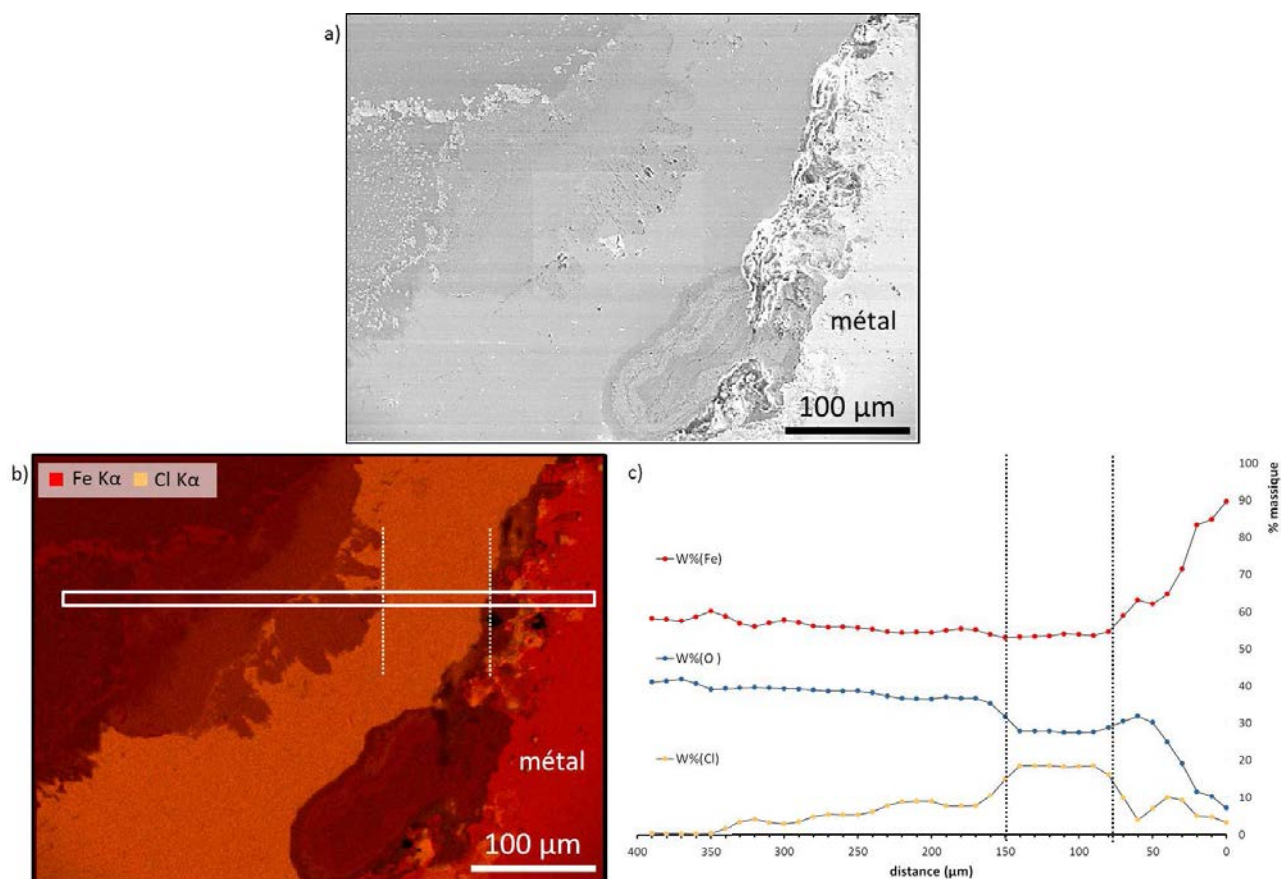 a)
métal
100 µm
b)
Fe Kα Cl Kα
métal
100 µm
c)
W%(Fe)
W%(O )
W%(Cl)
100
90
80
70
60
50
40
30
20
10
0
% massique
400 350 300 250 200 150 100 50 0
distance (µm)